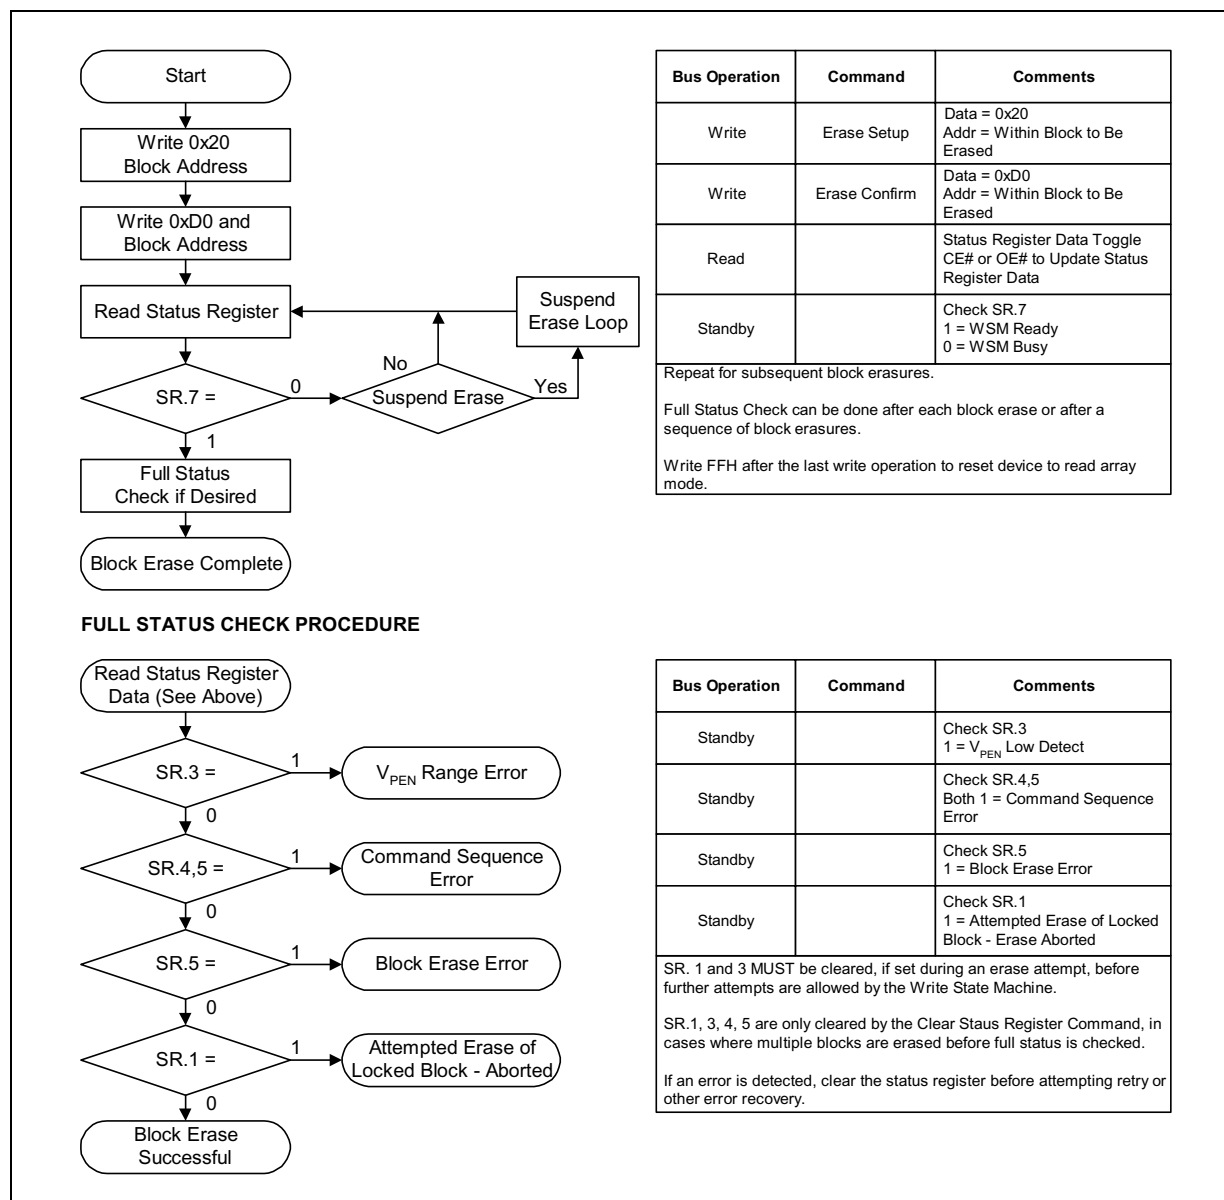 Start
Write 0x20
Block Address
Write 0xD0 and
Block Address
Read Status Register
Suspend
Erase Loop
No
Yes
SR.7 =
0
Suspend Erase
1
Full Status
Check if Desired
Block Erase Complete
Bus Operation Command Comments
Write Erase Setup Data = 0x20
Addr = Within Block to Be
Erased
Write Erase Confirm Data = 0xD0
Addr = Within Block to Be
Erased
Read Status Register Data Toggle
CE# or OE# to Update Status
Register Data
Standby Check SR.7
1 = WSM Ready
0 = WSM Busy
Repeat for subsequent block erasures.
Full Status Check can be done after each block erase or after a
sequence of block erasures.
Write FFH after the last write operation to reset device to read array
mode.
FULL STATUS CHECK PROCEDURE
Read Status Register
Data (See Above)
SR.3 =
1
VPEN Range Error
0
SR.4,5 =
1
Command Sequence
Error
0
SR.5 =
1
Block Erase Error
0
SR.1 =
1
Attempted Erase of
Locked Block - Aborted
0
Block Erase
Successful
Bus Operation Command Comments
Standby Check SR.3
1 = VPEN Low Detect
Standby Check SR.4,5
Both 1 = Command Sequence
Error
Standby Check SR.5
1 = Block Erase Error
Standby Check SR.1
1 = Attempted Erase of Locked
Block - Erase Aborted
SR. 1 and 3 MUST be cleared, if set during an erase attempt, before
further attempts are allowed by the Write State Machine.
SR.1, 3, 4, 5 are only cleared by the Clear Staus Register Command, in
cases where multiple blocks are erased before full status is checked.
If an error is detected, clear the status register before attempting retry or
other error recovery.